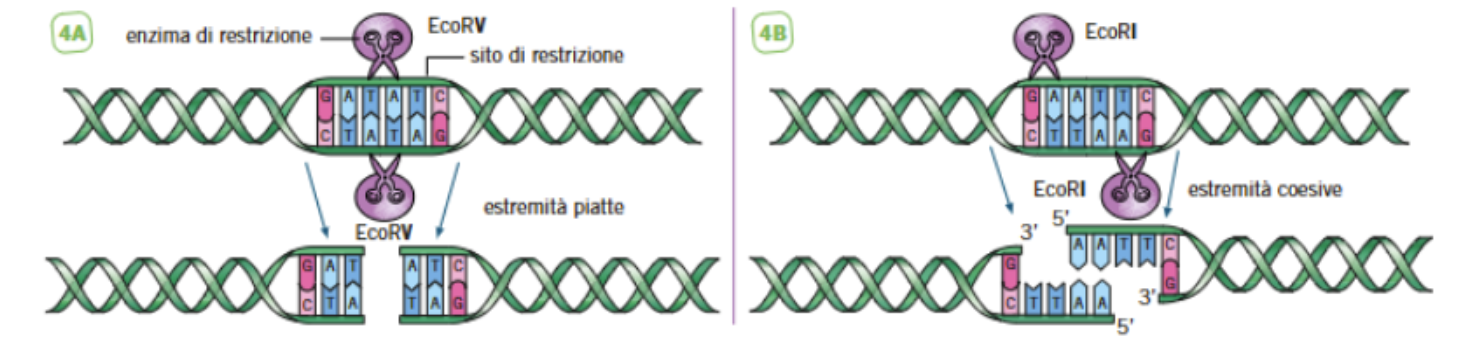 4A
enzima di restrizione
EcoRV
sito di restrizione
G A T A T C
C T A T A G
EcoRV
estremità piatte
G A T
C T A
A T C
T A G
4B
EcoRI
G A A T T C
C T T A A G
EcoRI
estremità coesive
3’
5’
G
C T T A A
5’
A A T T C
G
3’